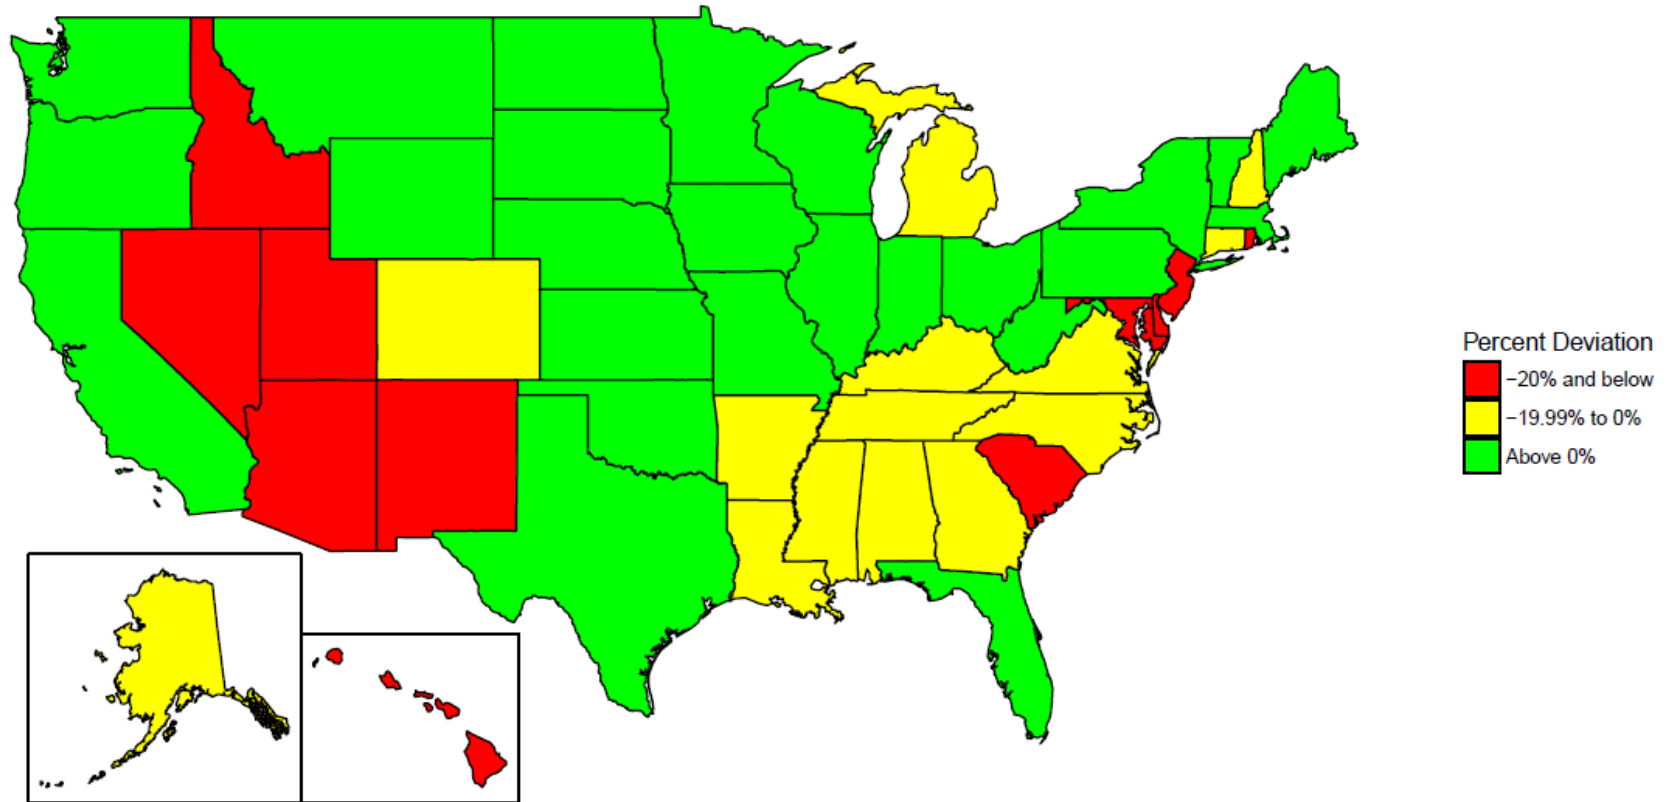 Percent Deviation
−20% and below
−19.99% to 0%
Above 0%